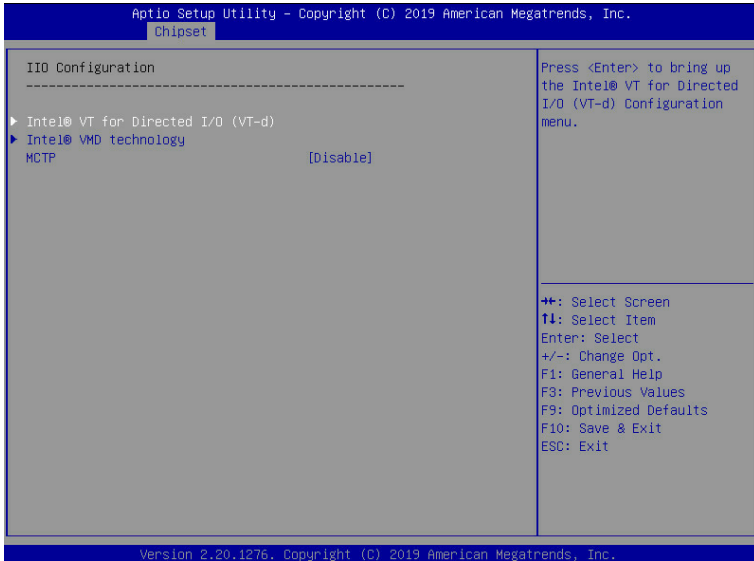 Aptio Setup Utility – Copyright (C) 2019 American Megatrends, Inc.
Chipset
IIO Configuration
------------------------------------------------
Intel® VT for Directed I/O (VT-d)
Intel® VMD technology
MCTP [Disable]
Press <Enter> to bring up
the Intel® VT for Directed
I/O (VT-d) Configuration
menu.
→←: Select Screen
↑↓: Select Item
Enter: Select
+/-: Change Opt.
F1: General Help
F3: Previous Values
F9: Optimized Defaults
F10: Save & Exit
ESC: Exit
Version 2.20.1276. Copyright (C) 2019 American Megatrends, Inc.